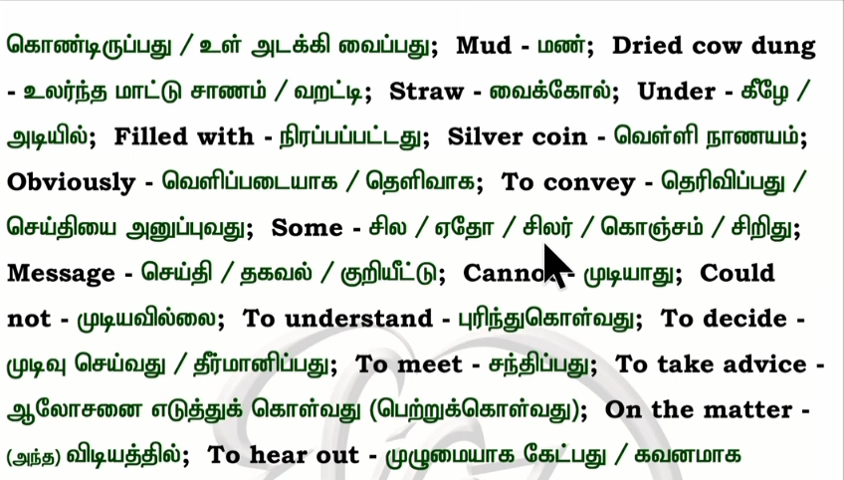 கொண்டிருப்பது / உள் அடக்கி வைப்பது; Mud - மண்; Dried cow dung
- உலர்ந்த மாட்டு சாணம் / வறட்டி; Straw - வைக்கோல்; Under - கீழே /
அடியில்; Filled with - நிரப்பப்பட்டது; Silver coin - வெள்ளி நாணயம்;
Obviously - வெளிப்படையாக / தெளிவாக; To convey - தெரிவிப்பது /
செய்தியை அனுப்புவது; Some - சில / ஏதோ / சிலர் / கொஞ்சம் / சிறிது;
Message - செய்தி / தகவல் / குறியீட்டு; Cannot - முடியாது; Could
not - முடியவில்லை; To understand - புரிந்துகொள்வது; To decide -
முடிவு செய்வது / தீர்மானிப்பது; To meet - சந்திப்பது; To take advice -
ஆலோசனை எடுத்துக் கொள்வது (பெற்றுக்கொள்வது); On the matter -
(அந்த) விடியத்தில்; To hear out - முழுமையாக கேட்பது / கவனமாக